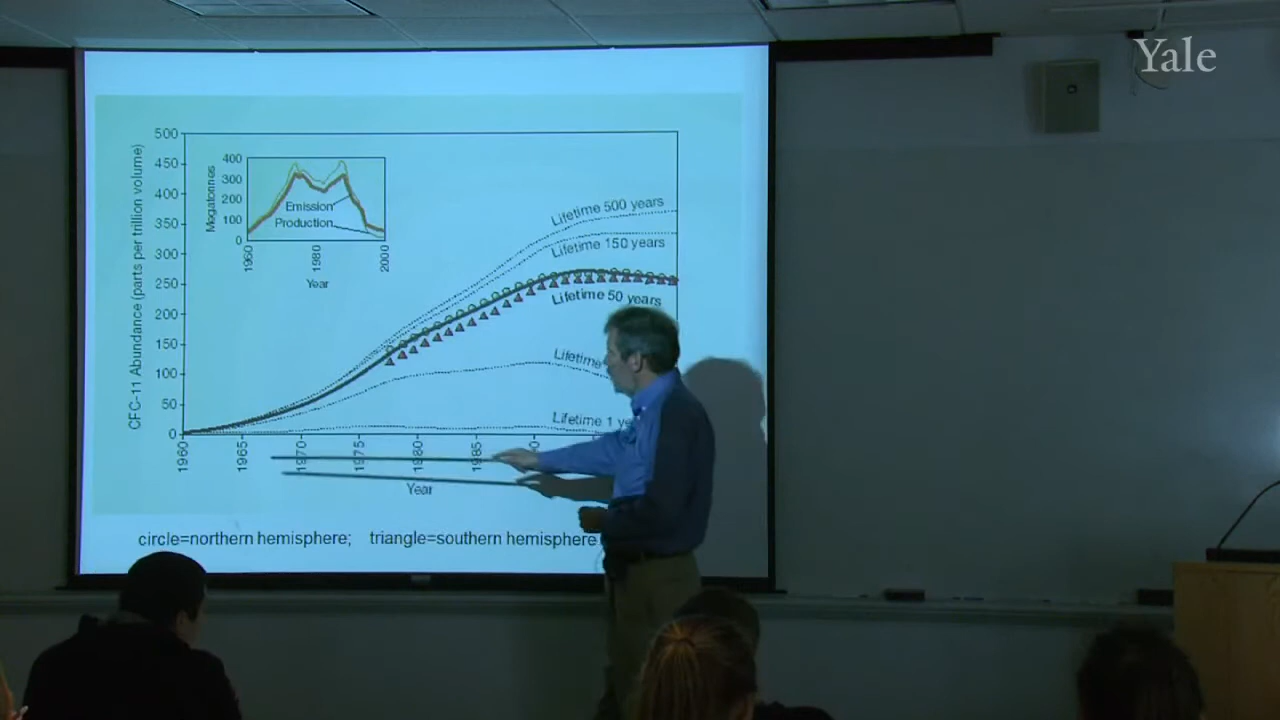 Yale
500
450
400
350
300
250
200
150
100
50
0
CFC-11 Abundance (parts per trillion volume)
400
300
200
100
0
Megatonnes
Emission
Production
1960
1980
2000
Year
Lifetime 500 years
Lifetime 150 years
Lifetime 50 years
Lifetime
Lifetime 1
1960
1965
1970
1975
1980
1985
Year
circle=northern hemisphere; triangle=southern hemisphere